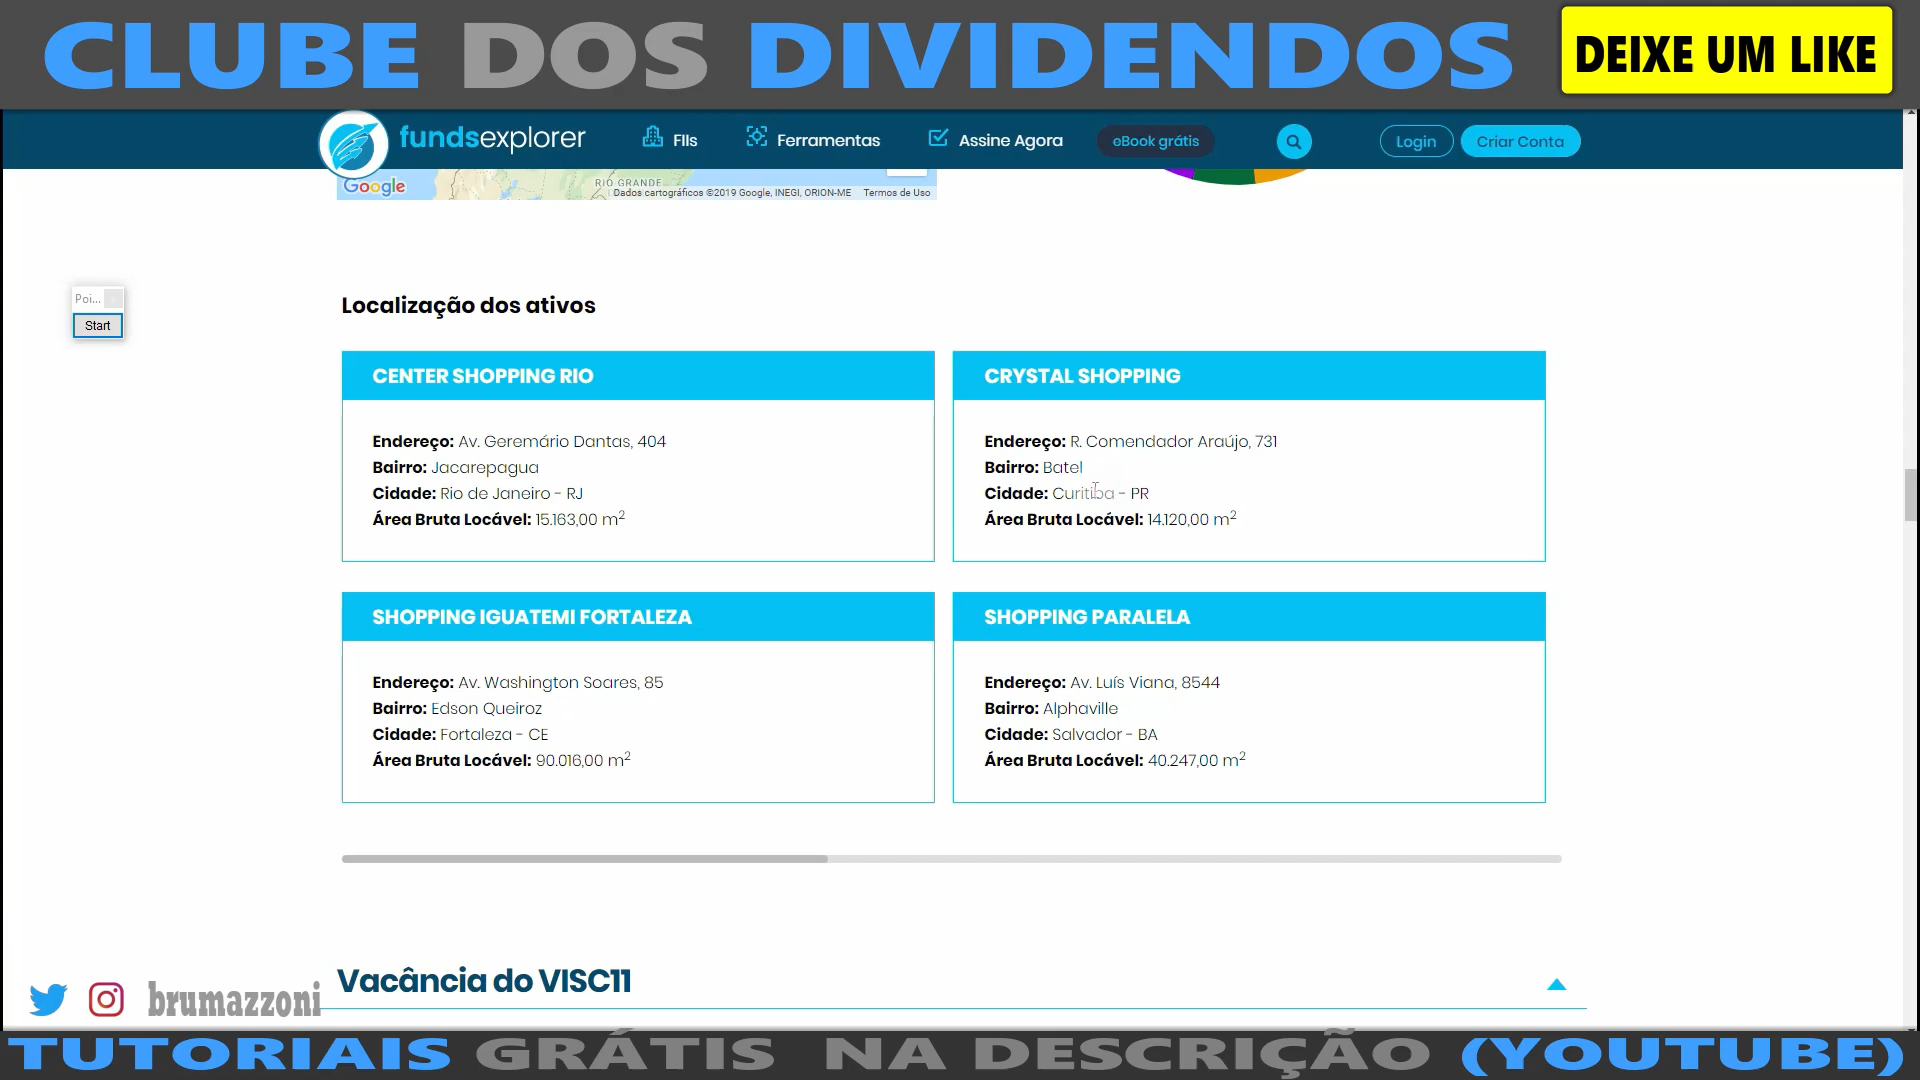 CLUBE DOS DIVIDENDOS
DEIXE UM LIKE
fundsexplorer
FIIs
Ferramentas
Assine Agora
eBook grátis
Login
Criar Conta
Google
RIO GRANDE
Dados cartográficos ©2019 Google, INEGI, ORION-ME
Termos de Uso
Poi...
Start
Localização dos ativos
CENTER SHOPPING RIO
Endereço: Av. Geremário Dantas, 404
Bairro: Jacarepagua
Cidade: Rio de Janeiro - RJ
Área Bruta Locável: 15.163,00 m²
CRYSTAL SHOPPING
Endereço: R. Comendador Araújo, 731
Bairro: Batel
Cidade: Curitiba - PR
Área Bruta Locável: 14.120,00 m²
SHOPPING IGUATEMI FORTALEZA
Endereço: Av. Washington Soares, 85
Bairro: Edson Queiroz
Cidade: Fortaleza - CE
Área Bruta Locável: 90.016,00 m²
SHOPPING PARALELA
Endereço: Av. Luís Viana, 8544
Bairro: Alphaville
Cidade: Salvador - BA
Área Bruta Locável: 40.247,00 m²
Vacância do VISC11
brumazzoni
TUTORIAIS GRÁTIS NA DESCRIÇÃO (YOUTUBE)